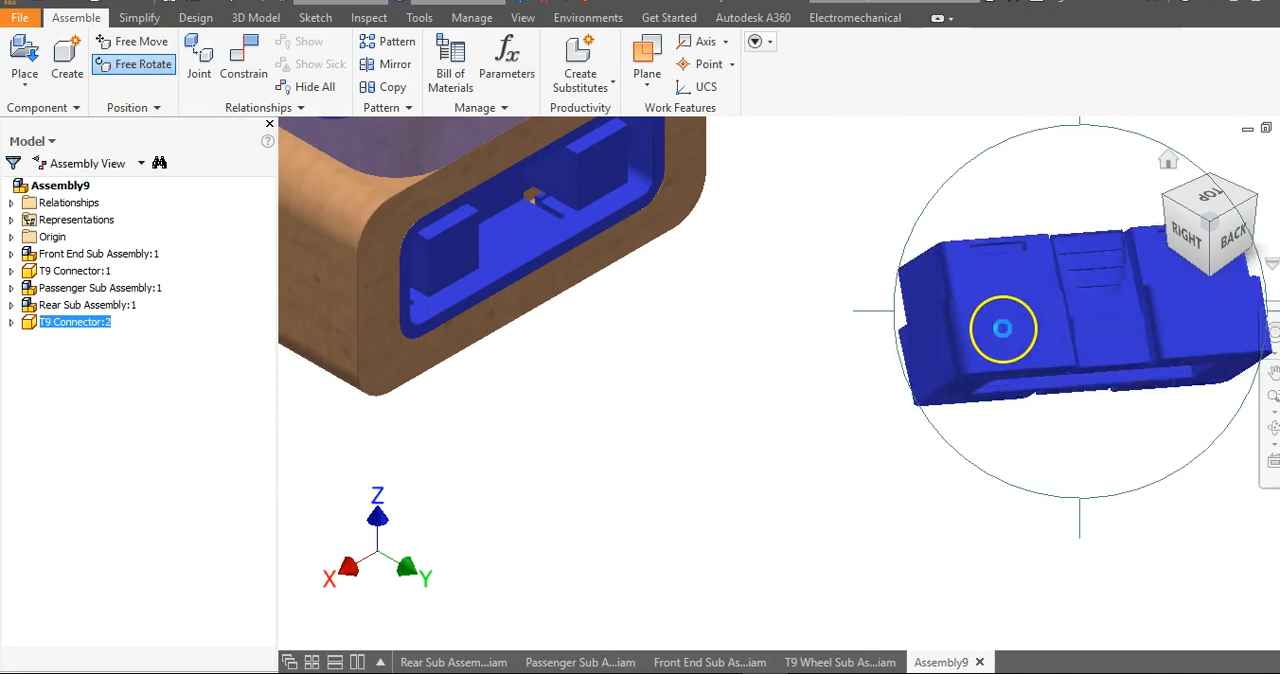 File Assemble Simplify Design 3D Model Sketch Inspect Tools Manage View Environments Get Started Autodesk A360 Electromechanical
Free Move Show Pattern Axis
Free Rotate Show Sick Mirror Point
Place Create Joint Constrain Hide All Copy Bill of Materials Parameters Create Substitutes Plane UCS
Component Position Relationships Pattern Manage Productivity Work Features
Model
Assembly View
Assembly9
Relationships
Representations
Origin
Front End Sub Assembly:1
T9 Connector:1
Passenger Sub Assembly:1
Rear Sub Assembly:1
T9 Connector:2
TOP
RIGHT BACK
Z
X Y
Rear Sub Assem...iam Passenger Sub A...iam Front End Sub As...iam T9 Wheel Sub As...iam Assembly9